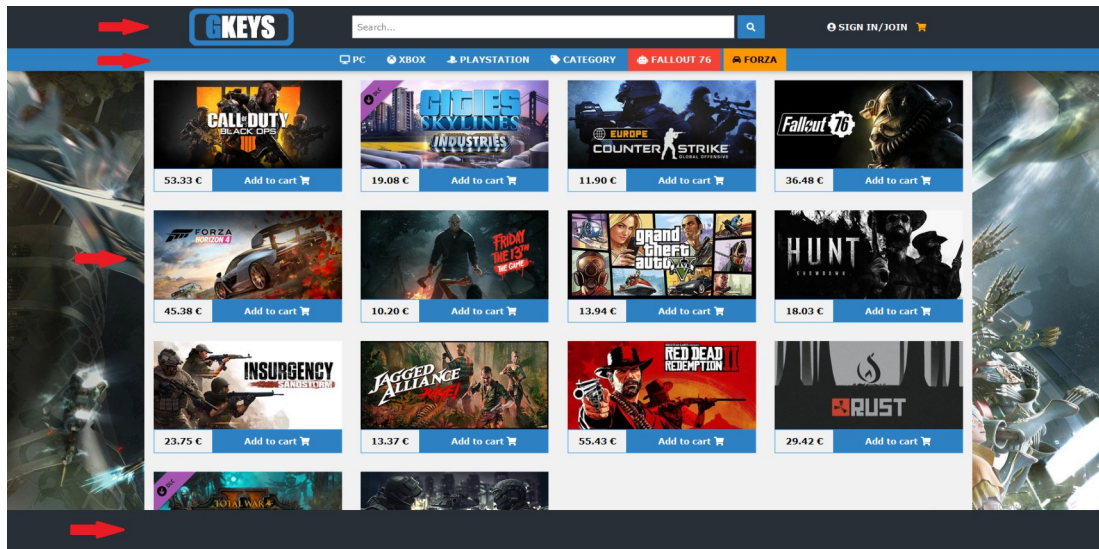 GKEYS
Search...
SIGN IN/JOIN
PC XBOX PLAYSTATION CATEGORY FALLOUT 76 FORZA
CALL OF DUTY
BLACK OPS
IIII
DLC
CITIES
SKYLINES
INDUSTRIES
EUROPE
COUNTER STRIKE
GLOBAL OFFENSIVE
Fallout 76
53.33 € Add to cart
19.08 € Add to cart
11.90 € Add to cart
36.48 € Add to cart
FORZA
HORIZON 4
FRIDAY
THE 13TH
THE GAME
grand
theft
auto V
HUNT
SHOWDOWN
45.38 € Add to cart
10.20 € Add to cart
13.94 € Add to cart
18.03 € Add to cart
INSURGENCY
SANDSTORM
JAGGED
ALLIANCE
RAGE!
RED DEAD
REDEMPTION II
RUST
23.75 € Add to cart
13.37 € Add to cart
55.43 € Add to cart
29.42 € Add to cart
DLC
TOTAL WAR